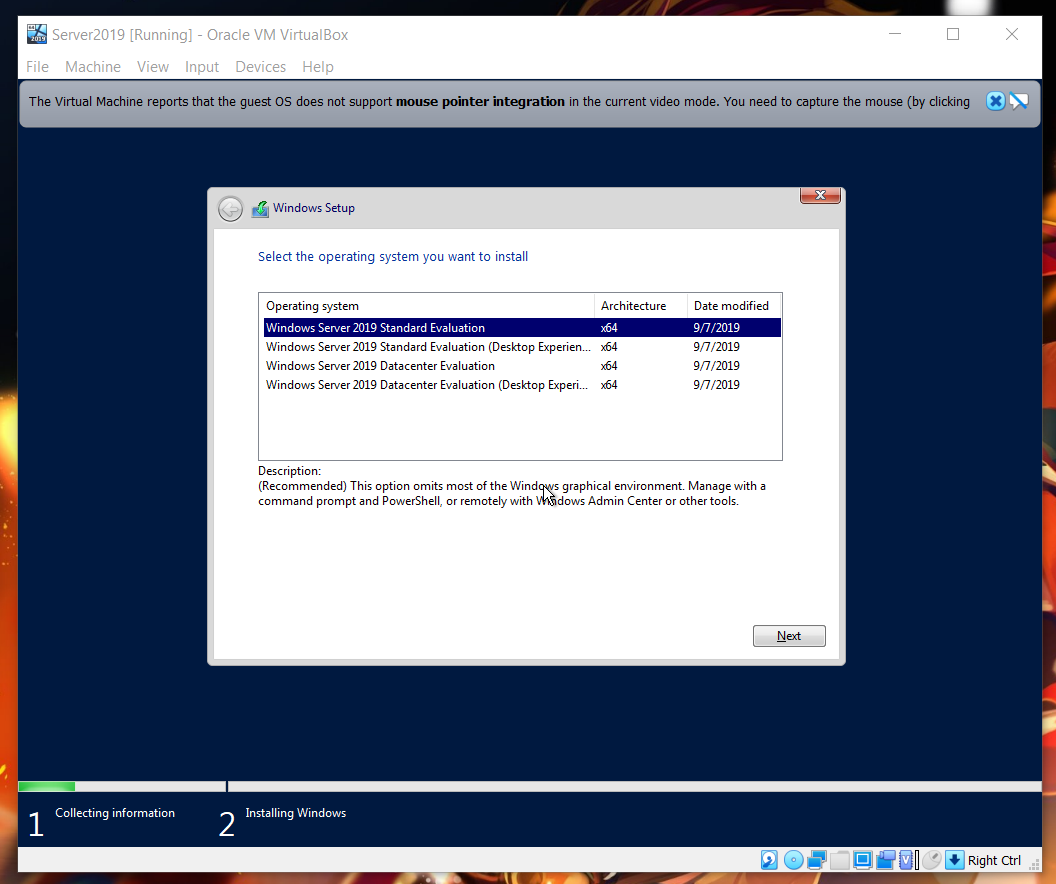 Server2019 [Running] - Oracle VM VirtualBox
File Machine View Input Devices Help
The Virtual Machine reports that the guest OS does not support mouse pointer integration in the current video mode. You need to capture the mouse (by clicking
Windows Setup
Select the operating system you want to install
Operating system Architecture Date modified
Windows Server 2019 Standard Evaluation x64 9/7/2019
Windows Server 2019 Standard Evaluation (Desktop Experien... x64 9/7/2019
Windows Server 2019 Datacenter Evaluation x64 9/7/2019
Windows Server 2019 Datacenter Evaluation (Desktop Experi... x64 9/7/2019
Description:
(Recommended) This option omits most of the Windows graphical environment. Manage with a
command prompt and PowerShell, or remotely with Windows Admin Center or other tools.
Next
1 Collecting information 2 Installing Windows
Right Ctrl